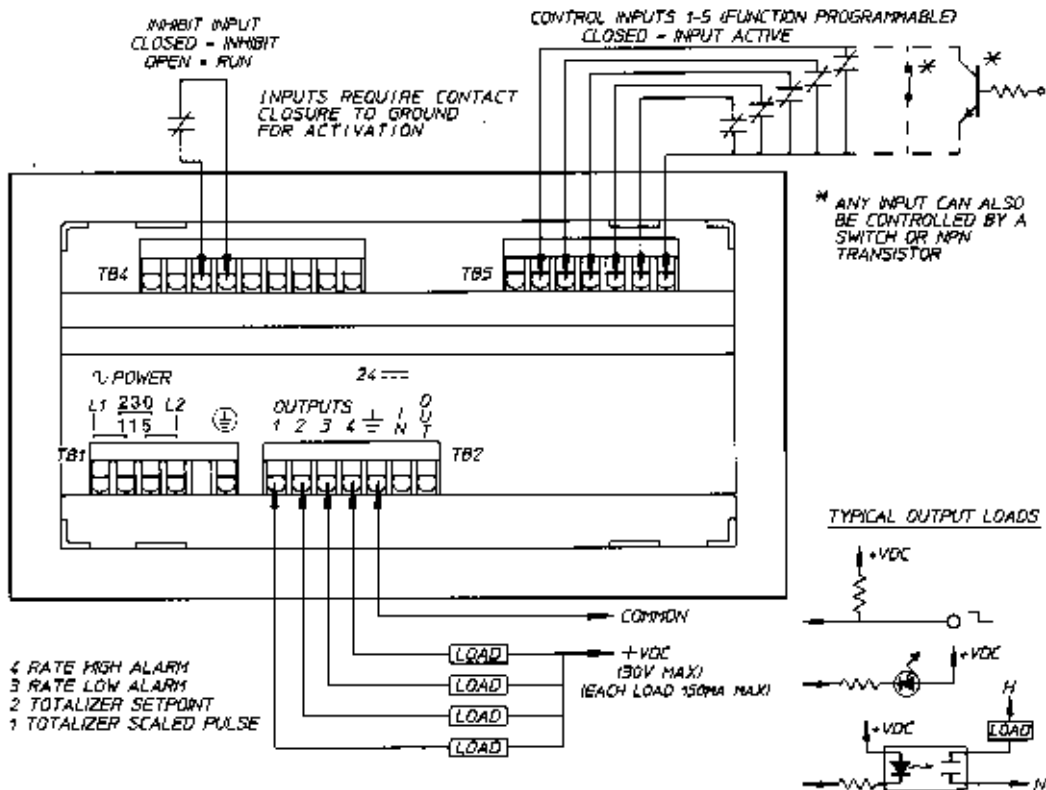 INHIBIT INPUT
CLOSED = INHIBIT
OPEN = RUN
CONTROL INPUTS 1-5 (FUNCTION PROGRAMMABLE)
CLOSED = INPUT ACTIVE
INPUTS REQUIRE CONTACT
CLOSURE TO GROUND
FOR ACTIVATION
*
*
* ANY INPUT CAN ALSO
BE CONTROLLED BY A
SWITCH OR NPN
TRANSISTOR
TB4
TB5
∿ POWER
L1 230 L2
115
24
OUTPUTS
1 2 3 4 IN OUT
TB1
TB2
TYPICAL OUTPUT LOADS
+VDC
COMMON
LOAD
+VDC
(30V MAX)
(EACH LOAD 150MA MAX)
LOAD
LOAD
LOAD
4 RATE HIGH ALARM
3 RATE LOW ALARM
2 TOTALIZER SETPOINT
1 TOTALIZER SCALED PULSE
+VDC
H
+VDC
LOAD
N